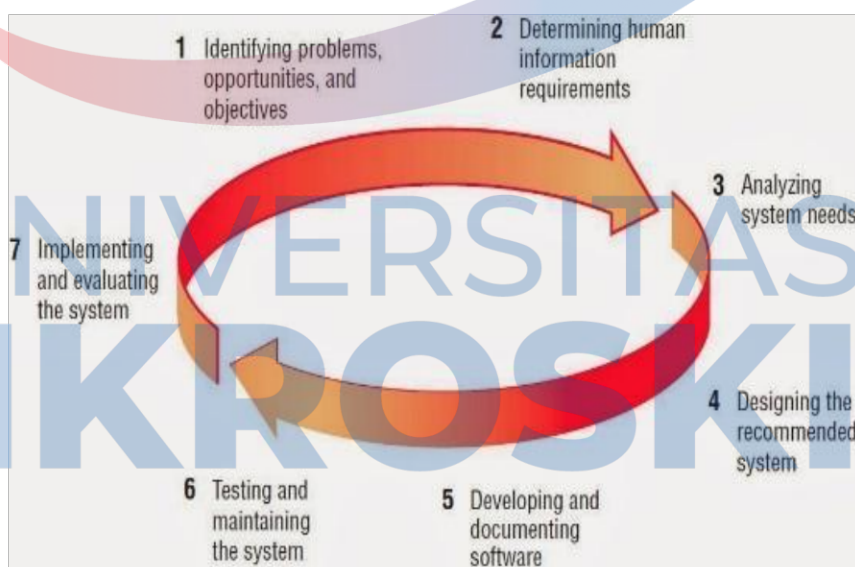 1 Identifying problems,
opportunities, and
objectives
2 Determining human
information
requirements
3 Analyzing
system needs
4 Designing the
recommended
system
5 Developing and
documenting
software
6 Testing and
maintaining
the system
7 Implementing
and evaluating
the system
NIVERSITAS
IKROSKI